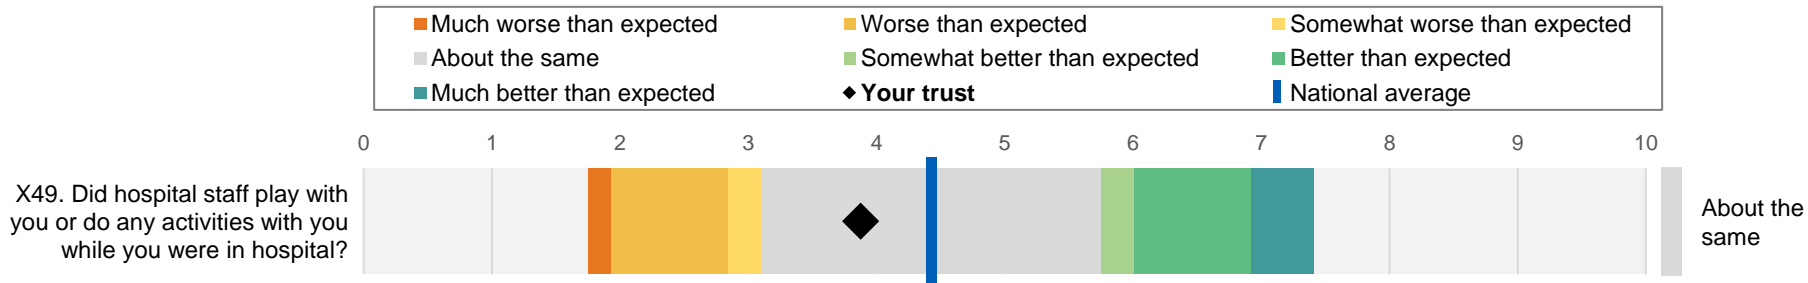 Much worse than expected
Worse than expected
Somewhat worse than expected
About the same
Somewhat better than expected
Better than expected
Much better than expected
Your trust
National average
0 1 2 3 4 5 6 7 8 9 10
X49. Did hospital staff play with
you or do any activities with you
while you were in hospital?
About the
same